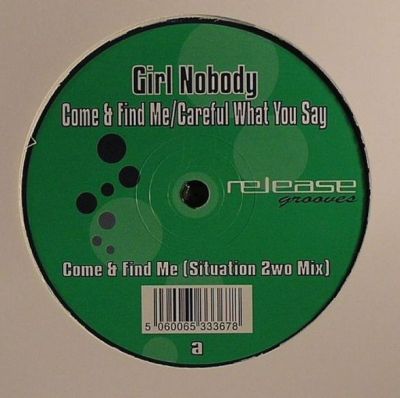 Girl Nobody
Come & Find Me/Careful What You Say
release
grooves
Come & Find Me (Situation 2wo Mix)
5 060065 333678
a